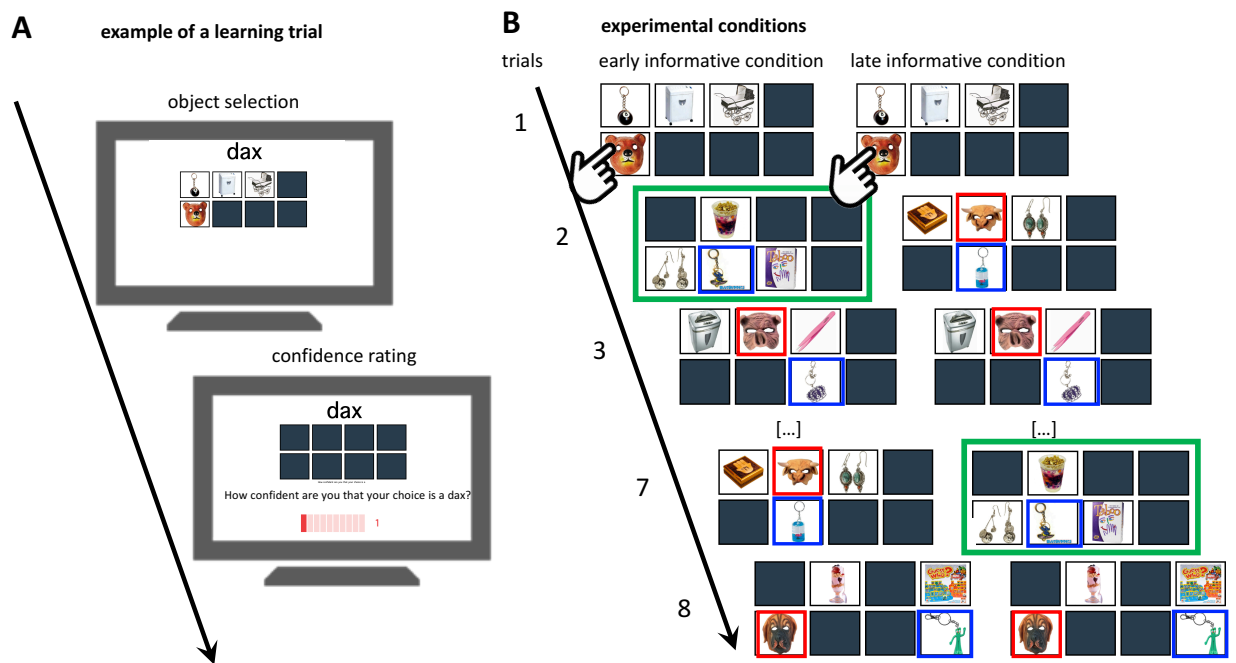 A example of a learning trial
object selection
dax
confidence rating
dax
How confident are you that your choice is a dax?
1
B experimental conditions
trials early informative condition late informative condition
1
2
3
[...] [...]
7
8